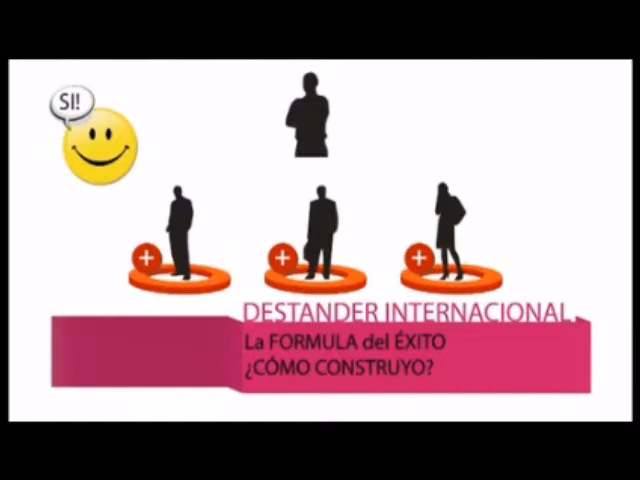 SI!
DESTANDER INTERNACIONAL
La FORMULA del ÉXITO
¿CÓMO CONSTRUYO?